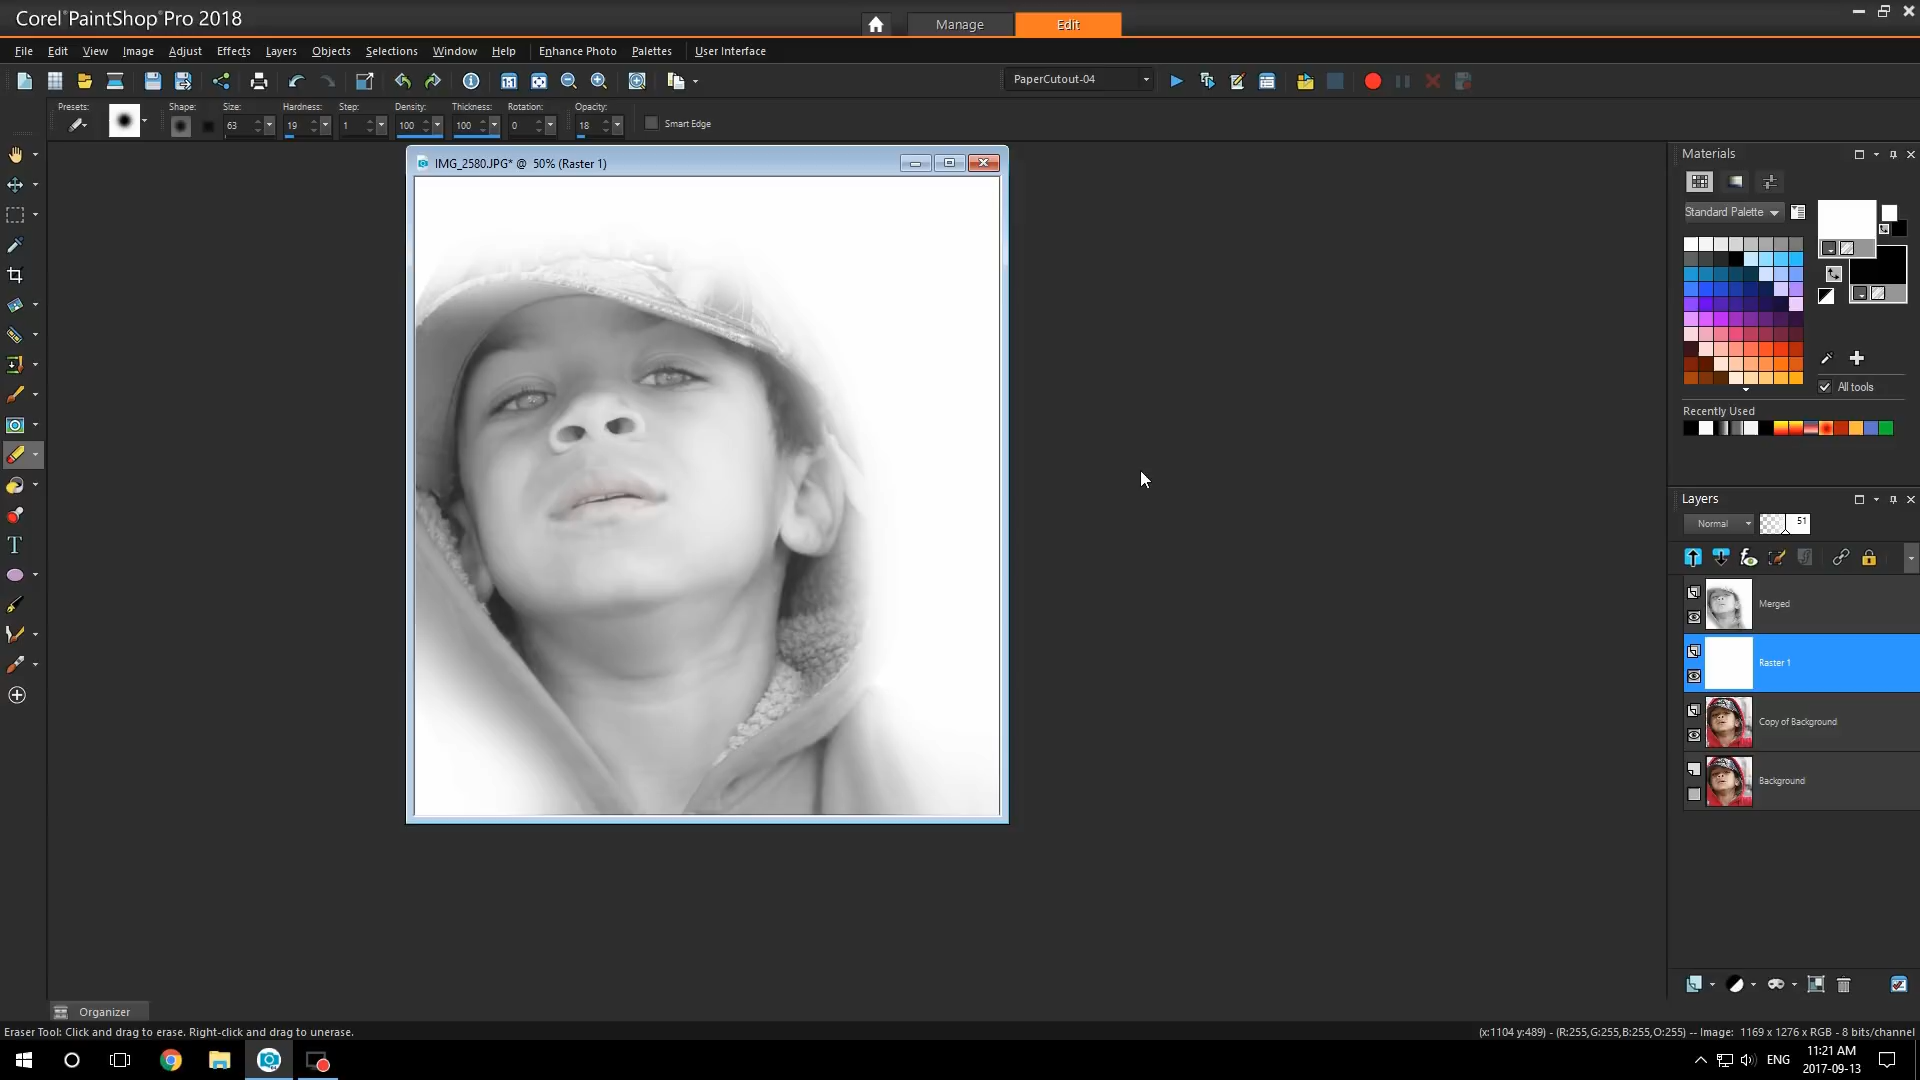 Corel PaintShop Pro 2018
Manage
Edit
File Edit View Image Adjust Effects Layers Objects Selections Window Help Enhance Photo Palettes User Interface
PaperCutout-04
Presets: Shape: Size: Hardness: Step: Density: Thickness: Rotation: Opacity:
63 19 1 100 100 0 18 Smart Edge
IMG_2580.JPG* @ 50% (Raster 1)
Materials
Standard Palette
All tools
Recently Used
Layers
Normal 51
Merged
Raster 1
Copy of Background
Background
Organizer
Eraser Tool: Click and drag to erase. Right-click and drag to unerase.
(x:1104 y:489) - (R:255,G:255,B:255,O:255) -- Image: 1169 x 1276 x RGB - 8 bits/channel
ENG
11:21 AM
2017-09-13